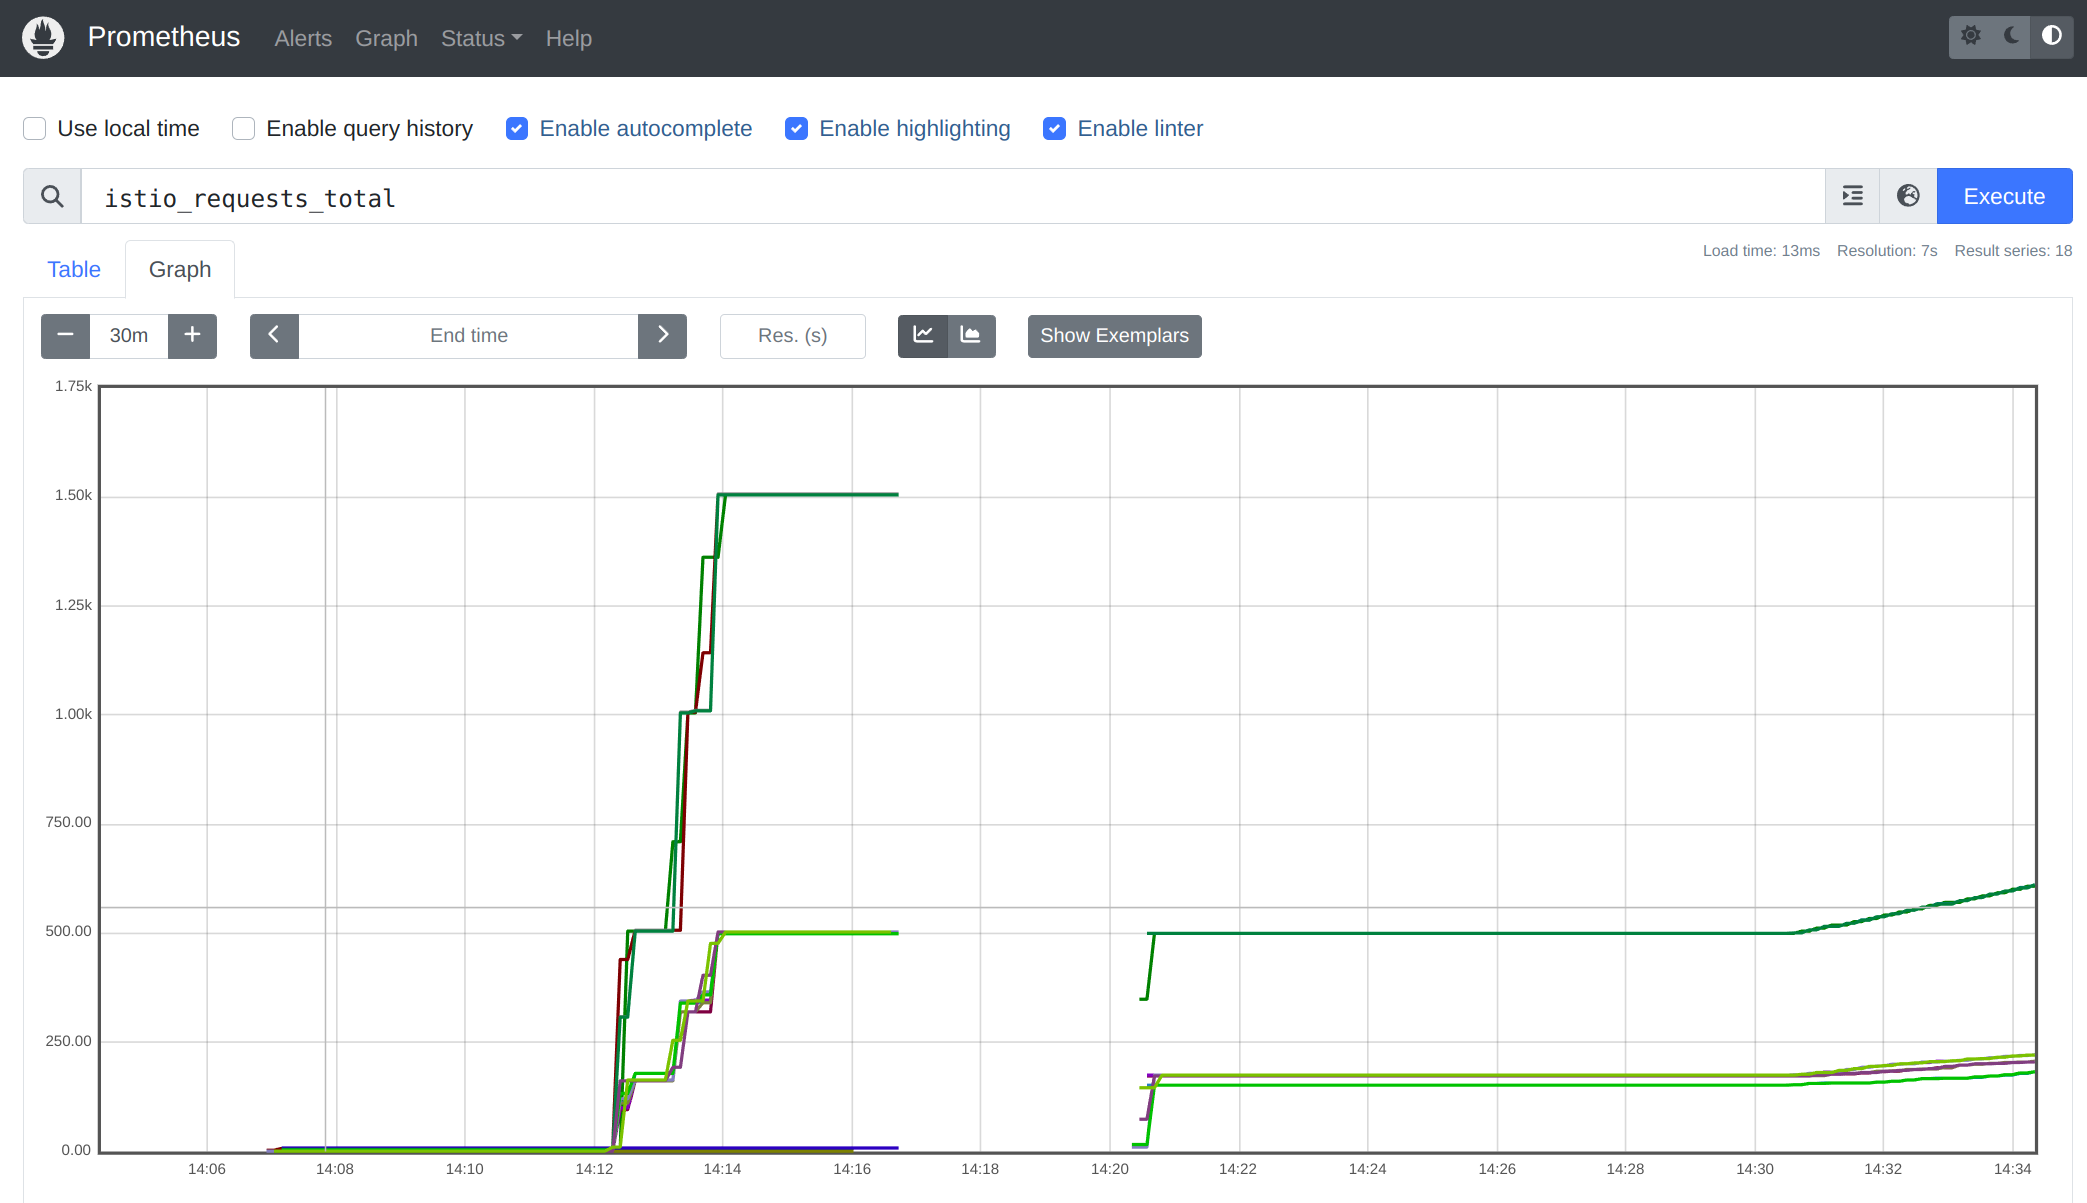 Prometheus Alerts Graph Status Help
Use local time Enable query history Enable autocomplete Enable highlighting Enable linter
istio_requests_total Execute
Load time: 13ms Resolution: 7s Result series: 18
Table Graph
30m End time Res. (s) Show Exemplars
1.75k
1.50k
1.25k
1.00k
750.00
500.00
250.00
0.00
14:06 14:08 14:10 14:12 14:14 14:16 14:18 14:20 14:22 14:24 14:26 14:28 14:30 14:32 14:34